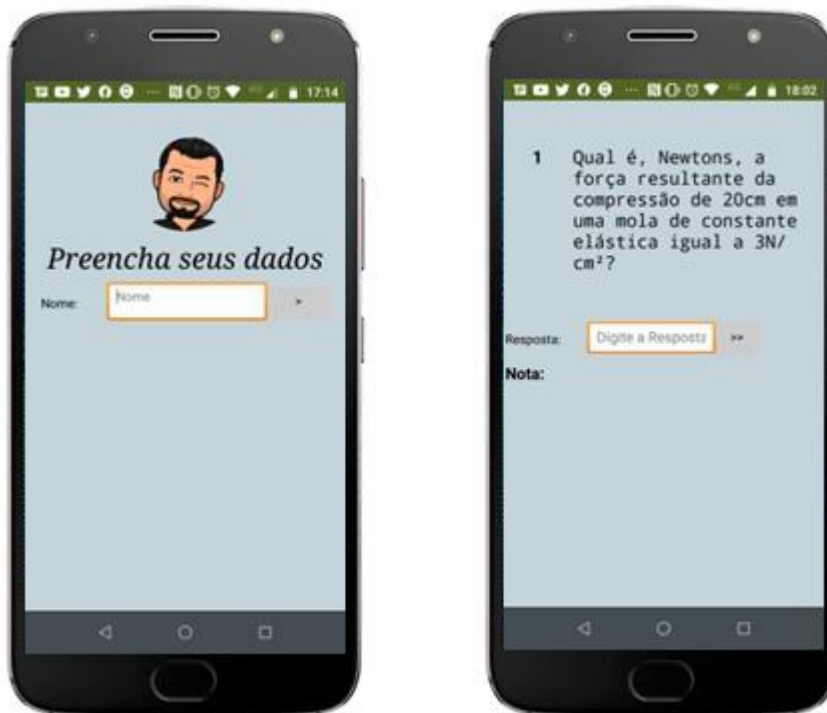 17:14
Preencha seus dados
Nome:
Nome
>
18:02
1
Qual é, Newtons, a
força resultante da
compressão de 20cm em
uma mola de constante
elástica igual a 3N/
cm²?
Resposta:
Digite a Resposta
>>
Nota: